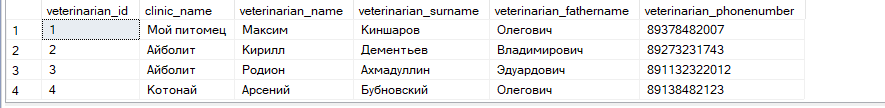 veterinarian_id clinic_name veterinarian_name veterinarian_surname veterinarian_fathername veterinarian_phonenumber
1 1 Мой питомец Максим Киншаров Олегович 89378482007
2 2 Айболит Кирилл Дементьев Владимирович 89273231743
3 3 Айболит Родион Ахмадуллин Эдуардович 891132322012
4 4 Котонай Арсений Бубновский Олегович 89138482123